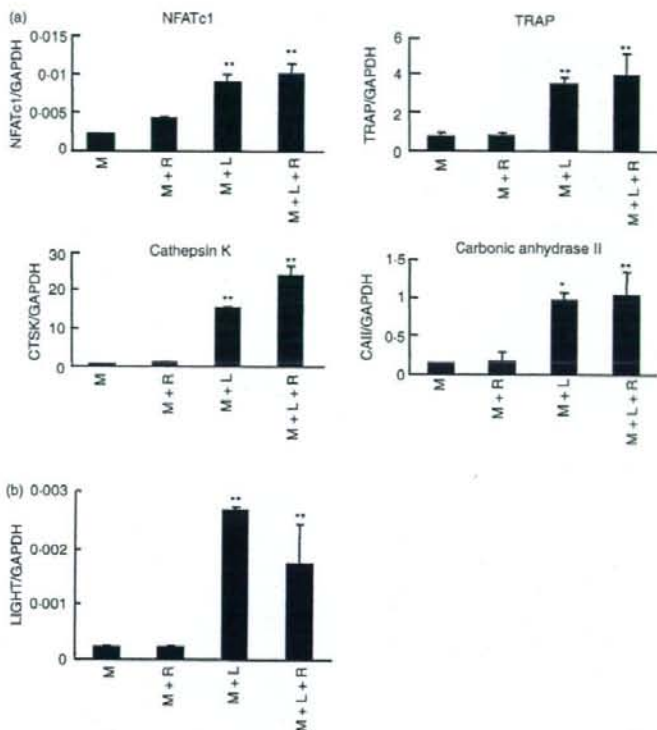 (a)
NFATc1
NFATc1/GAPDH
0·015
0·01
0·005
0
**
**
M
M + R
M + L
M + L + R
TRAP
TRAP/GAPDH
6
4
2
0
**
**
M
M + R
M + L
M + L + R
Cathepsin K
CTSK/GAPDH
30
20
10
0
**
**
M
M + R
M + L
M + L + R
Carbonic anhydrase II
CAII/GAPDH
1·5
1
0·5
0
*
**
M
M + R
M + L
M + L + R
(b)
LIGHT/GAPDH
0·003
0·002
0·001
0
**
**
M
M + R
M + L
M + L + R